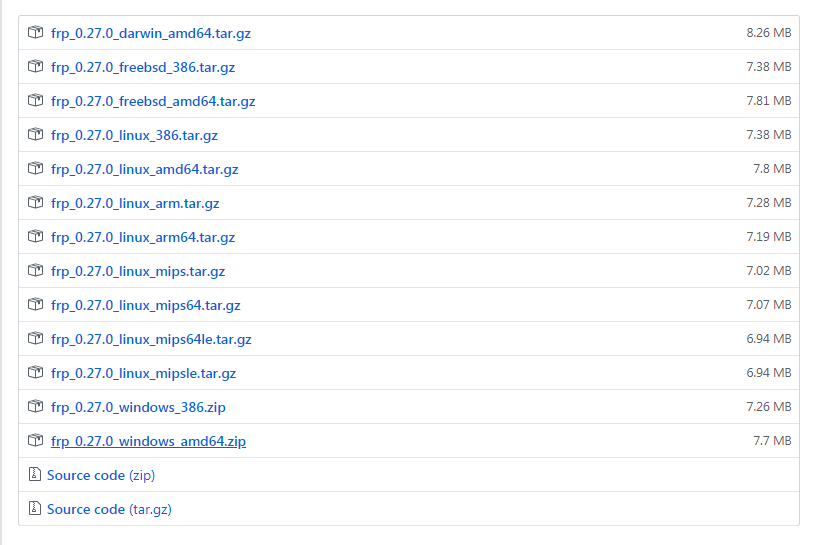 frp_0.27.0_darwin_amd64.tar.gz 8.26 MB
frp_0.27.0_freebsd_386.tar.gz 7.38 MB
frp_0.27.0_freebsd_amd64.tar.gz 7.81 MB
frp_0.27.0_linux_386.tar.gz 7.38 MB
frp_0.27.0_linux_amd64.tar.gz 7.8 MB
frp_0.27.0_linux_arm.tar.gz 7.28 MB
frp_0.27.0_linux_arm64.tar.gz 7.19 MB
frp_0.27.0_linux_mips.tar.gz 7.02 MB
frp_0.27.0_linux_mips64.tar.gz 7.07 MB
frp_0.27.0_linux_mips64le.tar.gz 6.94 MB
frp_0.27.0_linux_mipsle.tar.gz 6.94 MB
frp_0.27.0_windows_386.zip 7.26 MB
frp_0.27.0_windows_amd64.zip 7.7 MB
Source code (zip)
Source code (tar.gz)